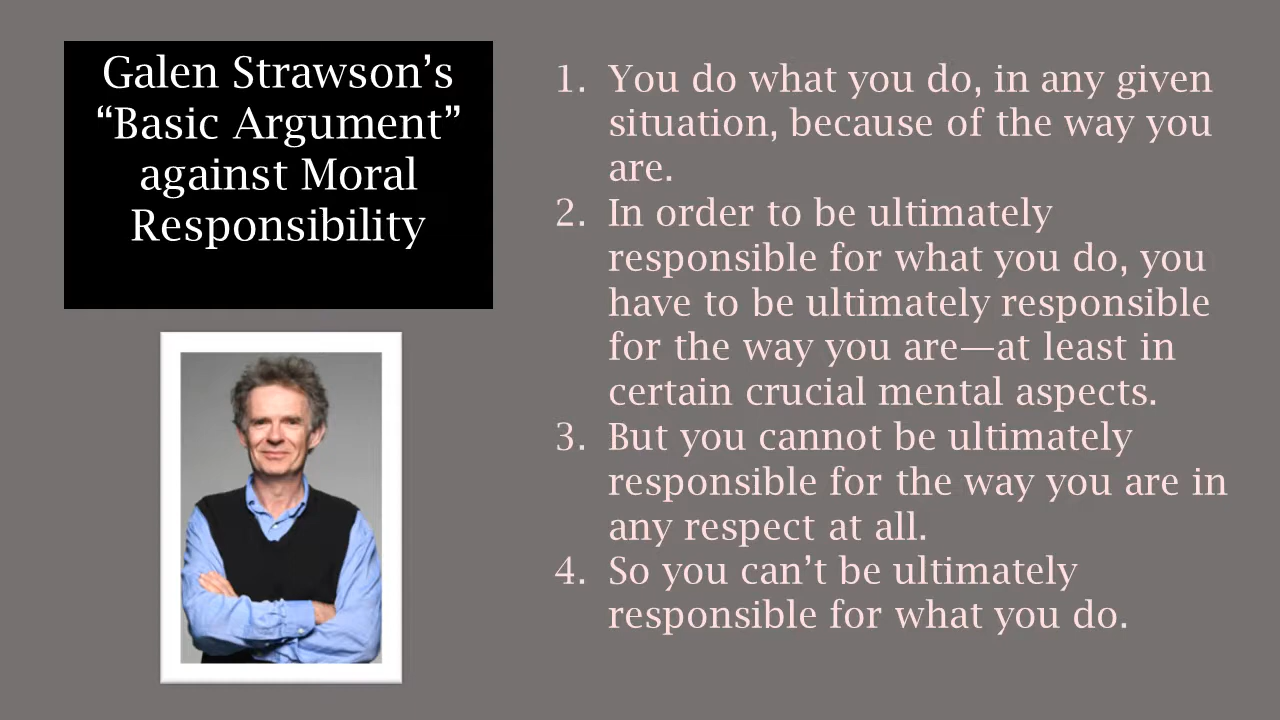 Galen Strawson’s
“Basic Argument”
against Moral
Responsibility
1. You do what you do, in any given
situation, because of the way you
are.
2. In order to be ultimately
responsible for what you do, you
have to be ultimately responsible
for the way you are—at least in
certain crucial mental aspects.
3. But you cannot be ultimately
responsible for the way you are in
any respect at all.
4. So you can’t be ultimately
responsible for what you do.